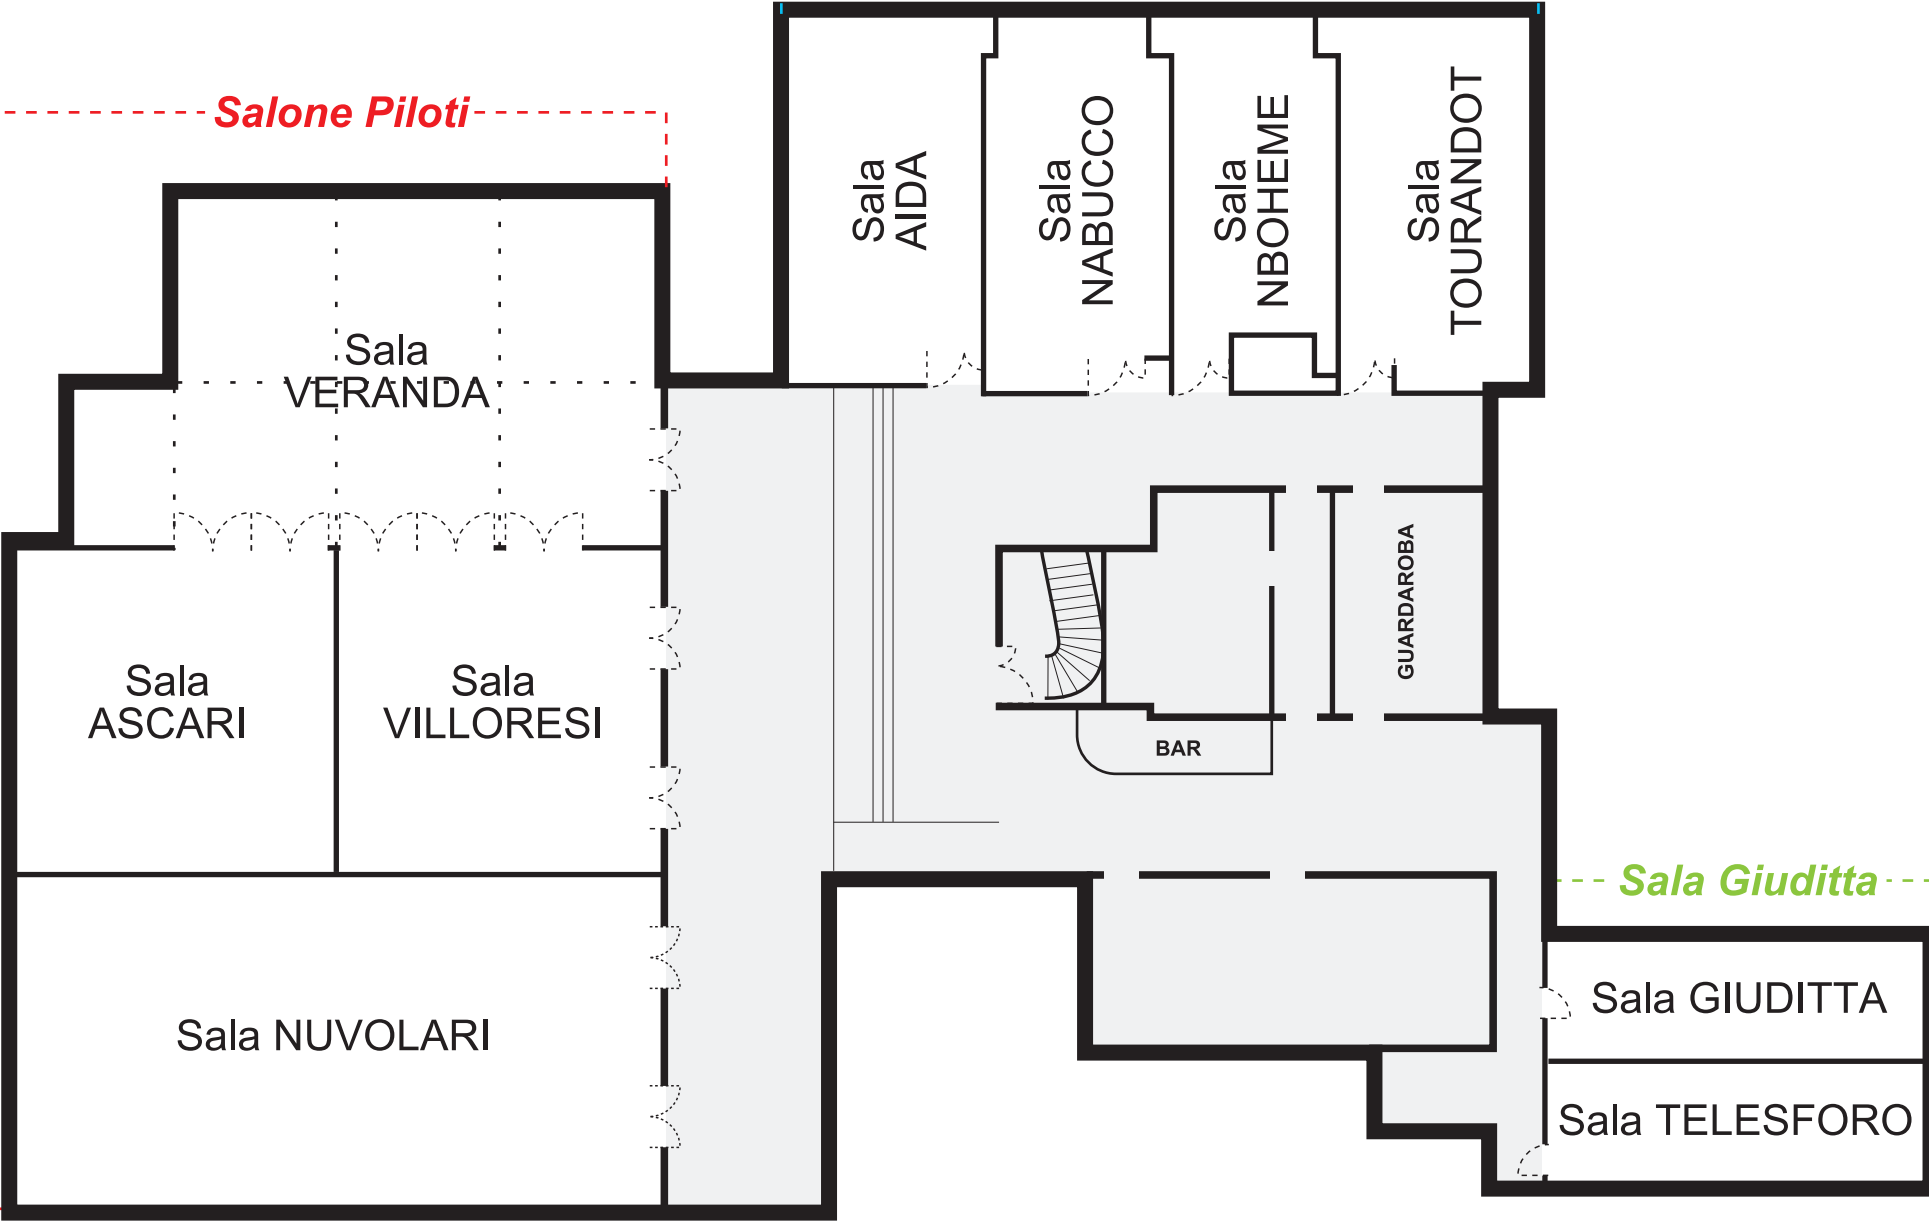 Salone Piloti
Sala
AIDA
Sala
NABUCCO
Sala
NBOHEME
Sala
TOURANDOT
Sala
VERANDA
GUARDAROBA
Sala
ASCARI
Sala
VILLORESI
BAR
Sala Giuditta
Sala GIUDITTA
Sala NUVOLARI
Sala TELESFORO